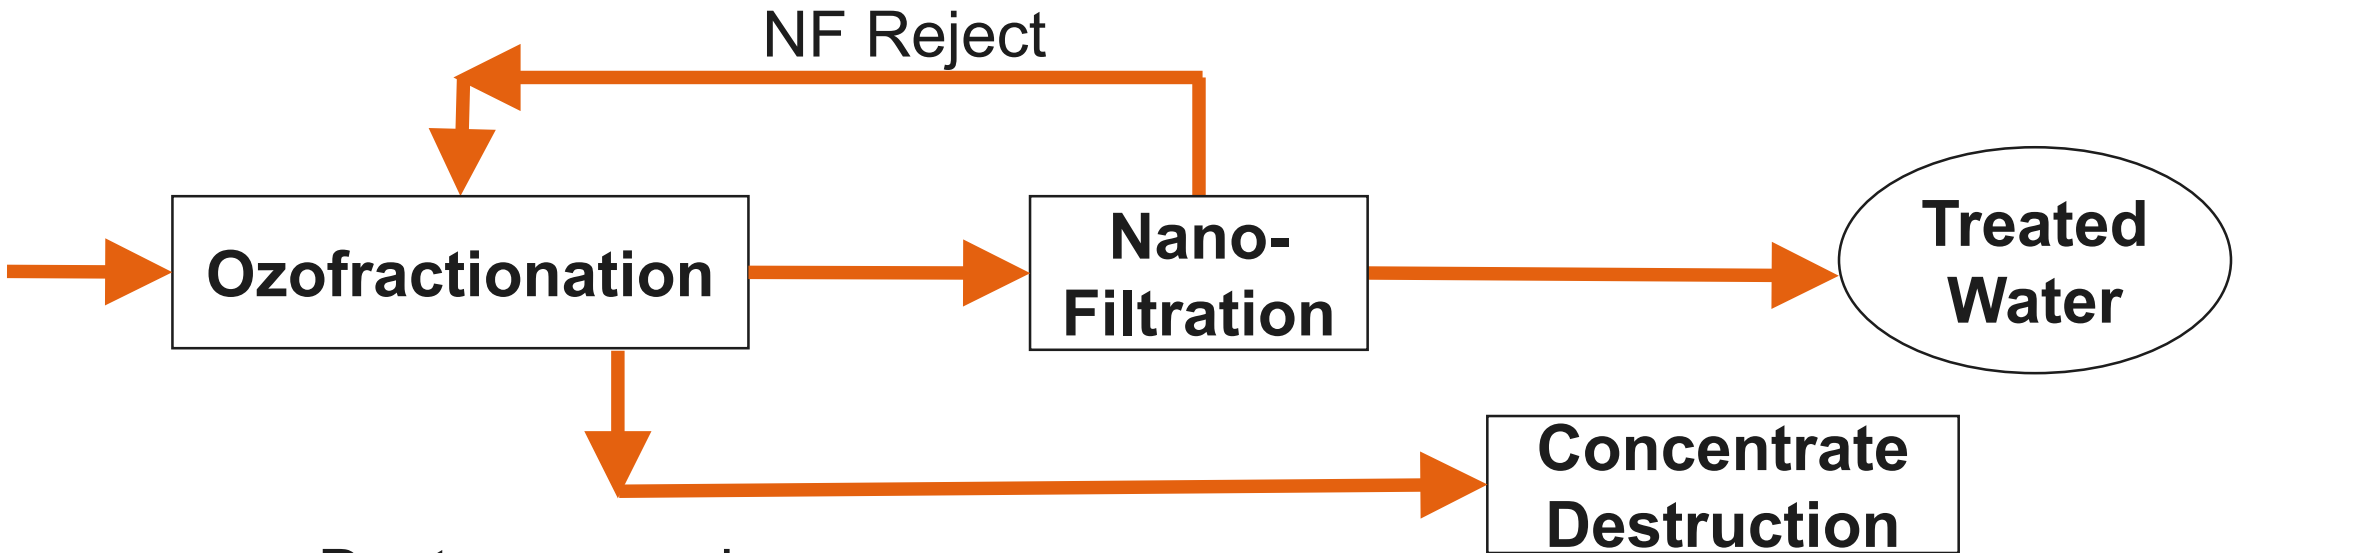 NF Reject
Ozofractionation
Nano-
Filtration
Treated
Water
Concentrate
Destruction